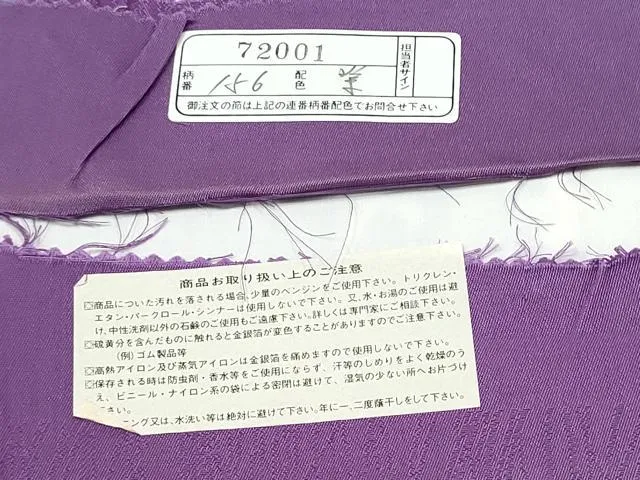 72001
柄番 156 配色 担当者サイン
御注文の節は上記の連番柄番配色でお問合せ下さい
商品お取り扱い上のご注意
商品についた汚れを落される場合、少量のベンジンをご使用下さい。トリクレン・
エタン・パークロール・シンナーは使用しないで下さい。又、水・お湯のご使用は避
け、中性洗剤以外の石鹸のご使用もご遠慮下さい。詳しくは専門家にご相談下さい。
硫黄分を含んだものに触れると金銀箔が変色することがありますのでご注意下さい。
(例)ゴム製品等
高熱アイロン及び蒸気アイロンは金銀箔を痛めますので使用しないで下さい。
保存される時は防虫剤・香水等をご使用にならず、汗等のしめりをよく乾燥のう
え、ビニール・ナイロン系の袋による密閉は避けて、湿気の少ない所へお片づけ
さい。
ニング又は、水洗い等は絶対に避けて下さい。年に一、二度蔭干しをして下さい。